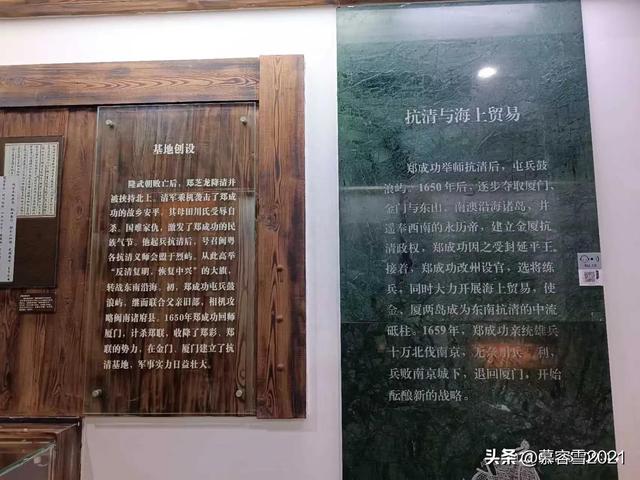 基地创设
隆武朝败亡后，郑芝龙降清并
被挟持北上，清军乘机袭击了郑成
功的故乡安平，其母田川氏受辱自
杀。国难家仇，激发了郑成功的民
族气节。他起兵抗清后，号召闽粤
各抗清义师会盟于烈屿。从此高举
“反清复明，恢复中兴”的大旗，
转战东南沿海。初，郑成功屯兵鼓
浪屿，继而联合父亲旧部，相机攻
略闽南诸府县。1650年郑成功回师
厦门，计杀郑联，收降了郑彩、郑
联的势力，在金门、厦门建立了抗
清基地，军事实力日益壮大。
抗清与海上贸易
郑成功举师抗清后，屯兵鼓
浪屿。1650年后，逐步夺取厦门、
金门与东山、南澳沿海诸岛，并
遥奉西南的永历帝，建立金厦抗
清政权，郑成功因之受封延平王。
接着，郑成功改州设官，选将练
兵，同时大力开展海上贸易，使
金、厦两岛成为东南抗清的中流
砥柱。1659年，郑成功亲统雄兵
十万北伐南京，
利，
兵败南京城下，退回厦门，开始
酝酿新的战略。
头条 @慕容雪2021